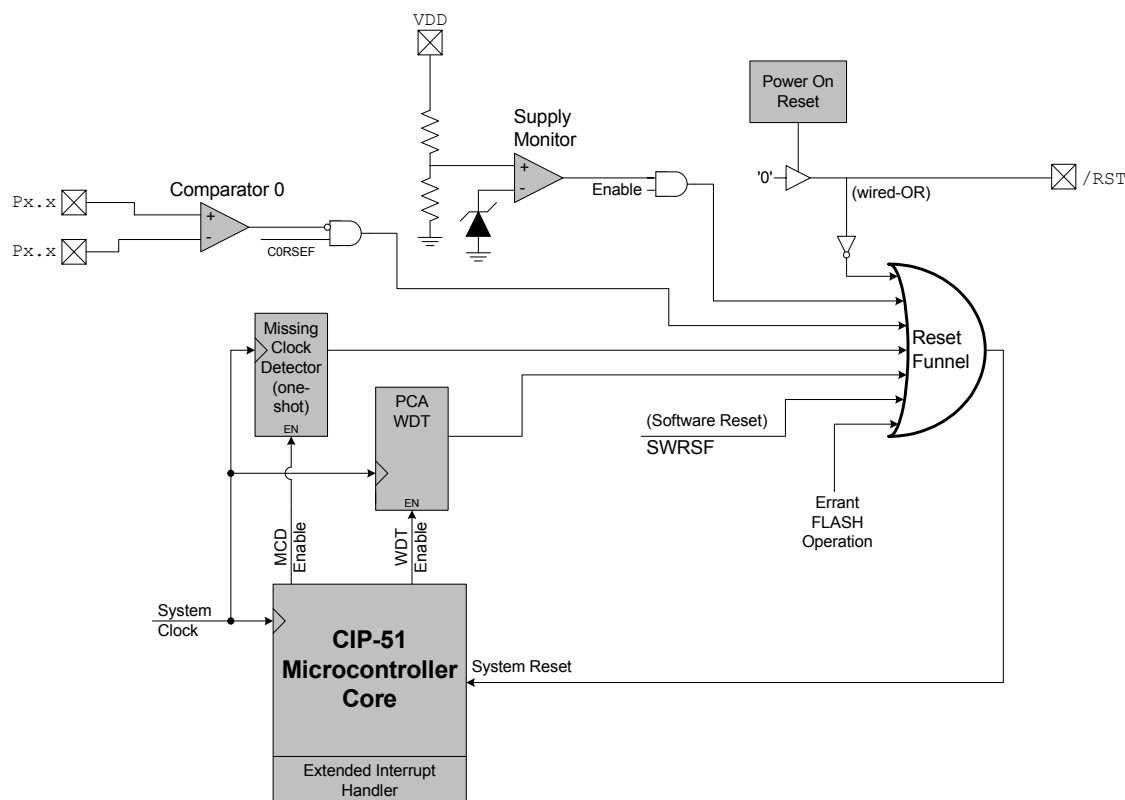 VDD
Power On
Reset
Supply
Monitor
+
-
Enable
'0'
(wired-OR)
/RST
Comparator 0
Px.x
Px.x
+
-
C0RSEF
Missing
Clock
Detector
(one-
shot)
EN
PCA
WDT
EN
Reset
Funnel
(Software Reset)
SWRSF
Errant
FLASH
Operation
MCD
Enable
WDT
Enable
System
Clock
CIP-51
Microcontroller
Core
System Reset
Extended Interrupt
Handler